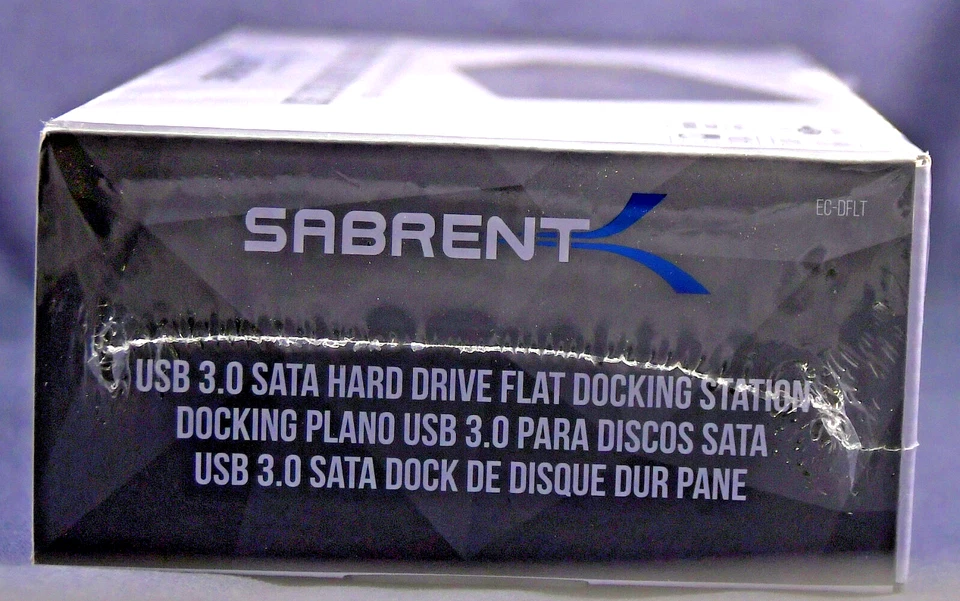 SABRENT
EC-DFLT
USB 3.0 SATA HARD DRIVE FLAT DOCKING STATION
DOCKING PLANO USB 3.0 PARA DISCOS SATA
USB 3.0 SATA DOCK DE DISQUE DUR PANE